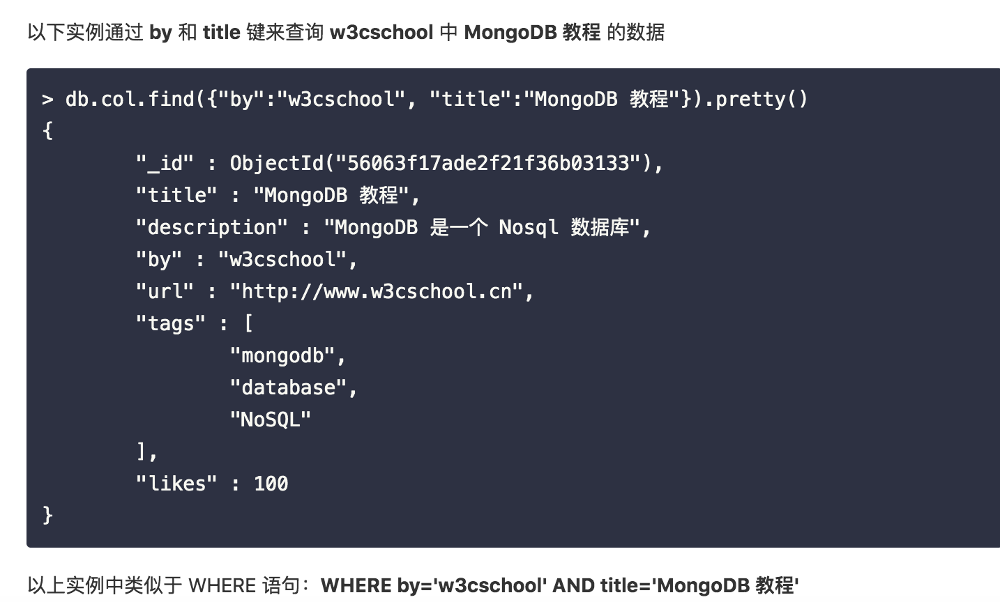 以下实例通过 by 和 title 键来查询 w3cschool 中 MongoDB 教程 的数据
> db.col.find({"by":"w3cschool", "title":"MongoDB 教程"}).pretty()
{
        "_id" : ObjectId("56063f17ade2f21f36b03133"),
        "title" : "MongoDB 教程",
        "description" : "MongoDB 是一个 Nosql 数据库",
        "by" : "w3cschool",
        "url" : "http://www.w3cschool.cn",
        "tags" : [
                "mongodb",
                "database",
                "NoSQL"
        ],
        "likes" : 100
}
以上实例中类似于 WHERE 语句：WHERE by='w3cschool' AND title='MongoDB 教程'